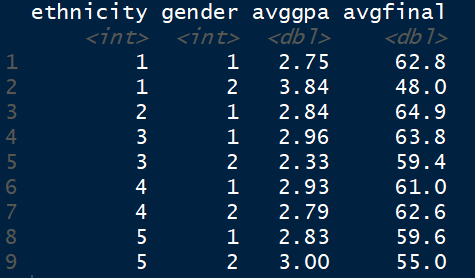 ethnicity gender avggpa avgfinal
<int> <int> <dbl> <dbl>
1 1 1 2.75 62.8
2 1 2 3.84 48.0
3 2 1 2.84 64.9
4 3 1 2.96 63.8
5 3 2 2.33 59.4
6 4 1 2.93 61.0
7 4 2 2.79 62.6
8 5 1 2.83 59.6
9 5 2 3.00 55.0